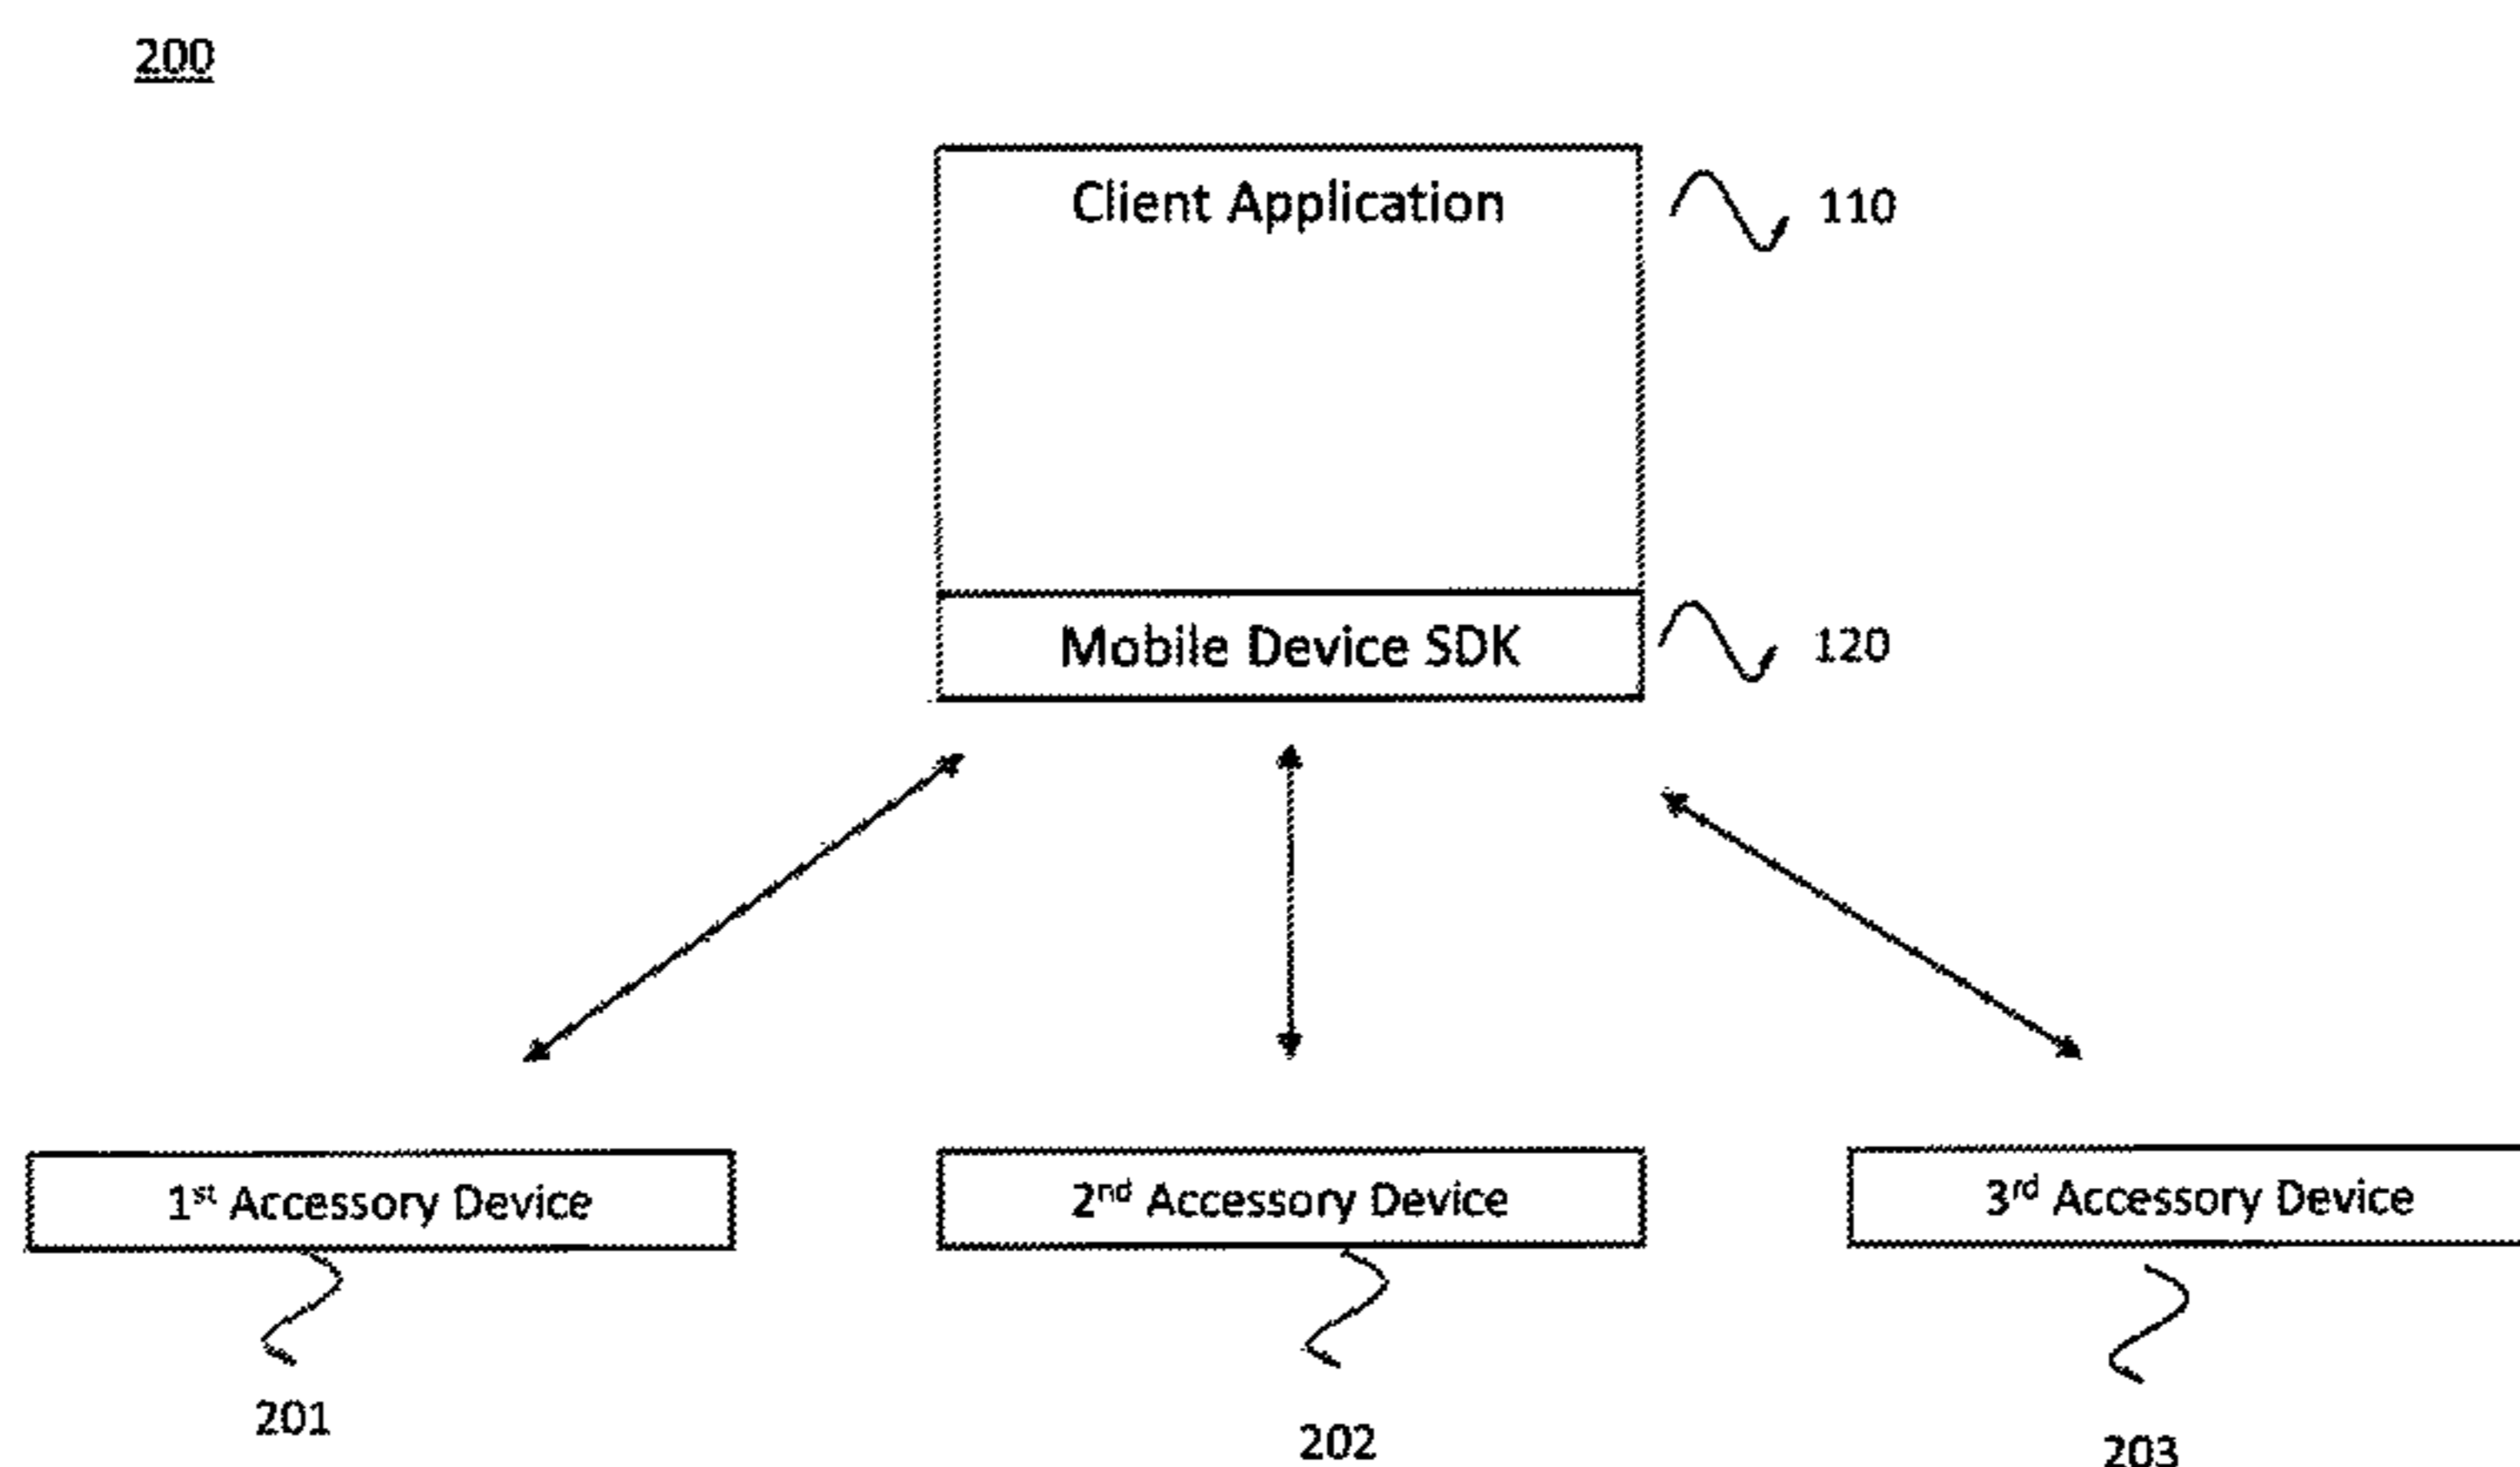 200
Client Application
110
Mobile Device SDK
120
1st Accessory Device
2nd Accessory Device
3rd Accessory Device
201
202
203